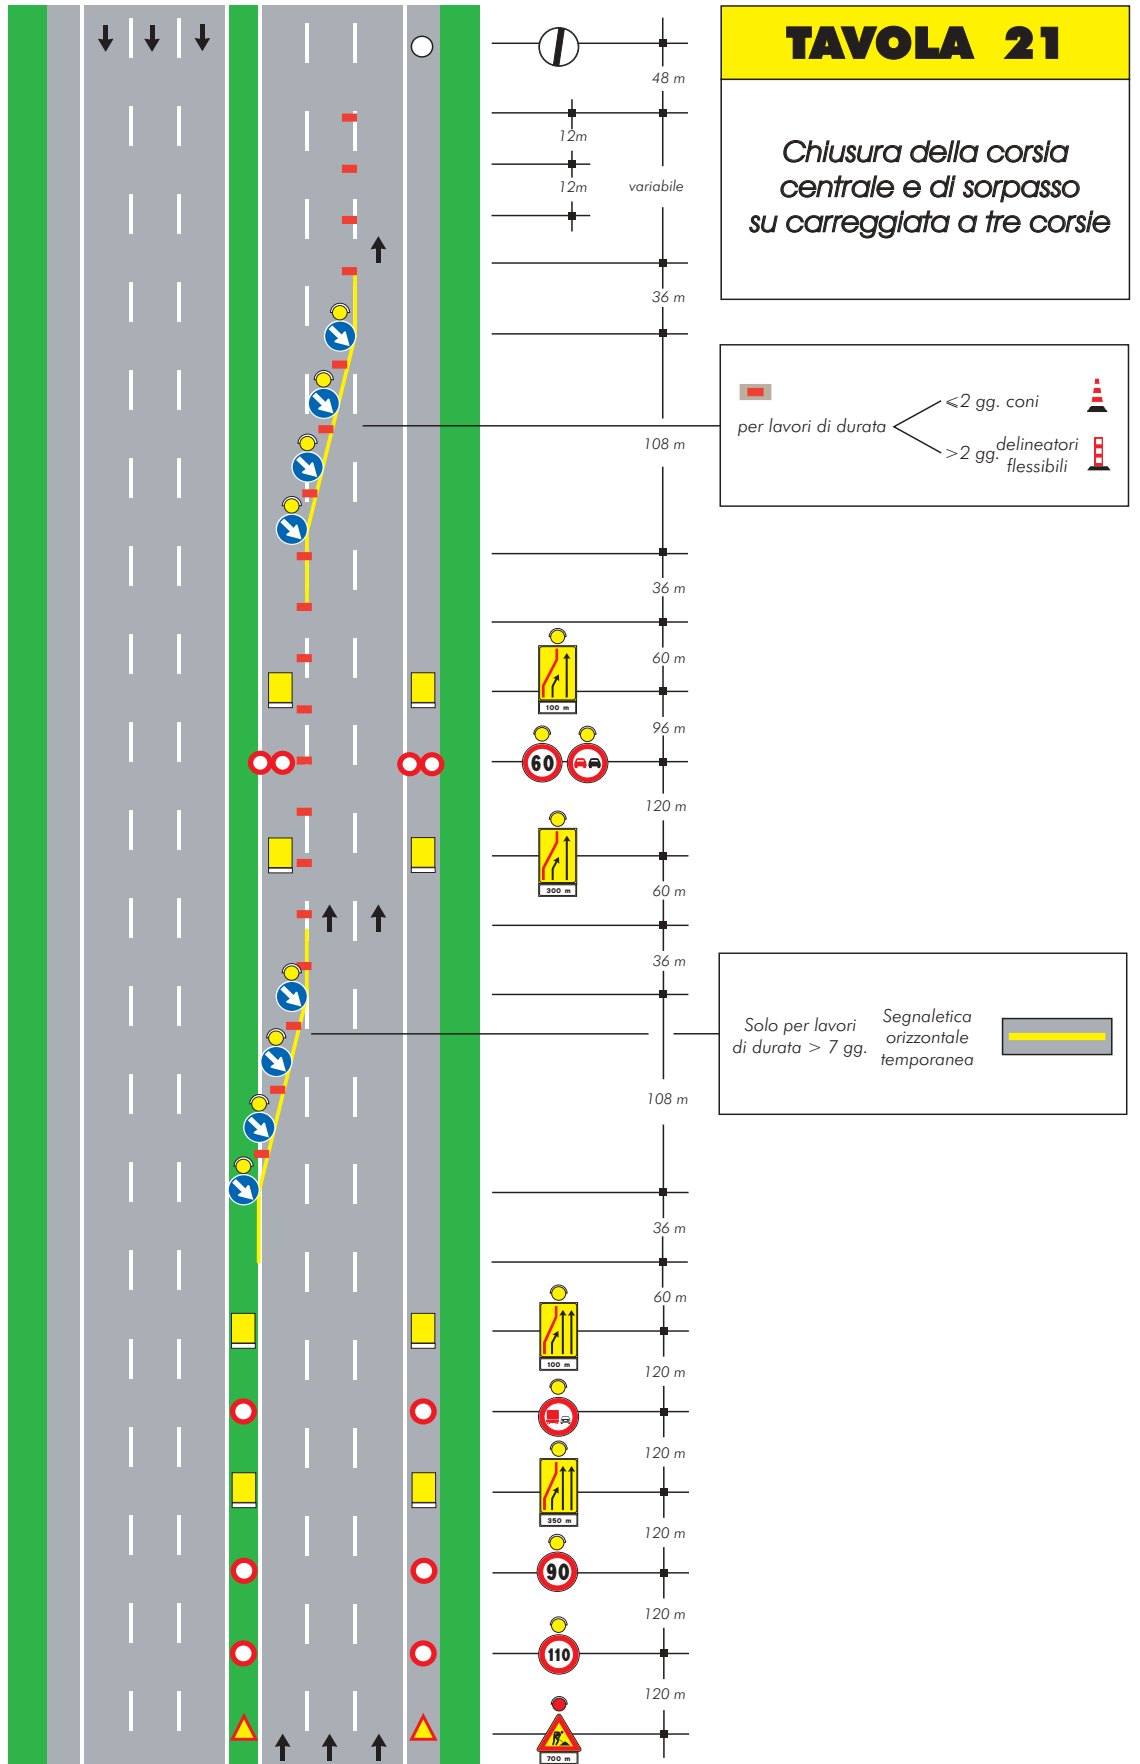 TAVOLA 21
Chiusura della corsia
centrale e di sorpasso
su carreggiata a tre corsie
48 m
12m
12m
variabile
36 m
per lavori di durata
⩽2 gg. coni
>2 gg. delineatori
flessibili
108 m
36 m
60 m
100 m
96 m
60
120 m
300 m
60 m
36 m
Solo per lavori
di durata > 7 gg.
Segnaletica
orizzontale
temporanea
108 m
36 m
60 m
100 m
120 m
120 m
350 m
120 m
90
120 m
110
120 m
700 m